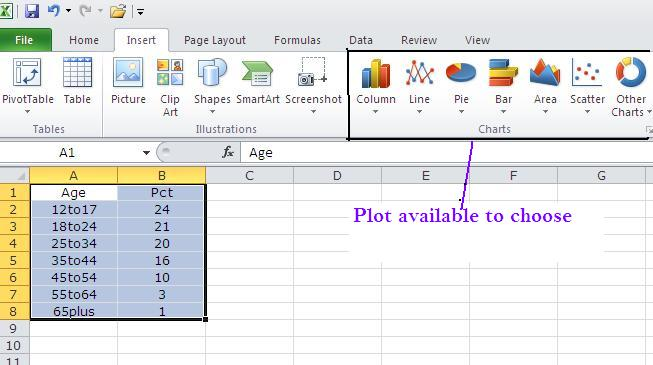 File Home Insert Page Layout Formulas Data Review View
PivotTable Table Picture Clip Art Shapes SmartArt Screenshot Column Line Pie Bar Area Scatter Other Charts
Tables Illustrations Charts
A1 fx Age
A B C D E F G
1 Age Pct
2 12to17 24
3 18to24 21
4 25to34 20
5 35to44 16
6 45to54 10
7 55to64 3
8 65plus 1
9
10
11
Plot available to choose